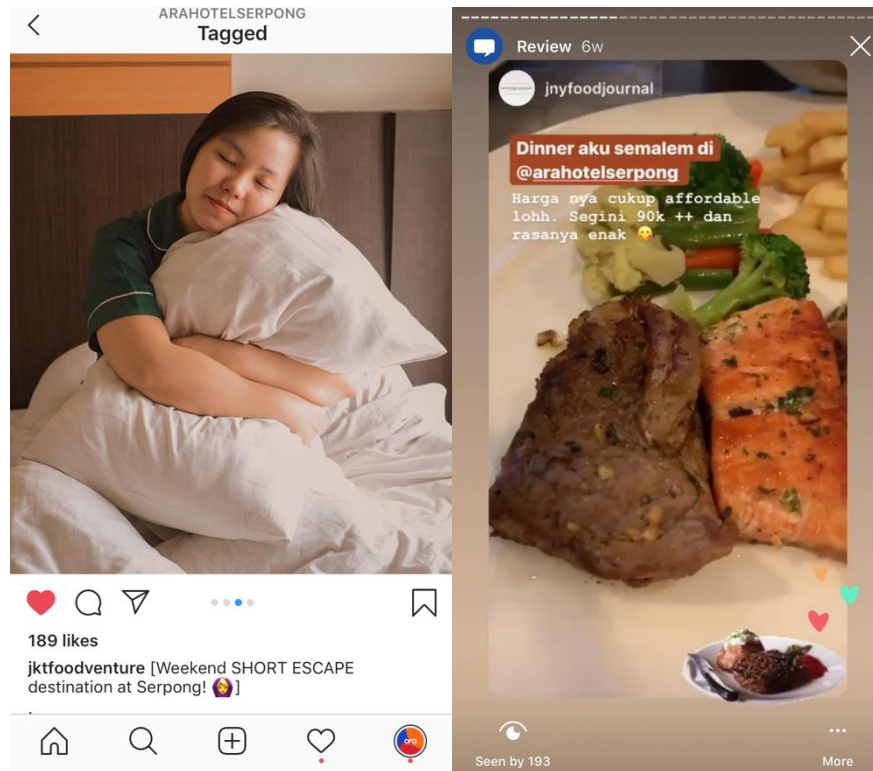 ARAHOTELSERPONG
Tagged
189 likes
jktfoodventure [Weekend SHORT ESCAPE
destination at Serpong! 🙆‍♀️]
Review 6w
jnyfoodjournal
Dinner aku semalem di
@arahotelserpong
Harga nya cukup affordable
lohh. Segini 90k ++ dan
rasanya enak 😋
Seen by 193
More